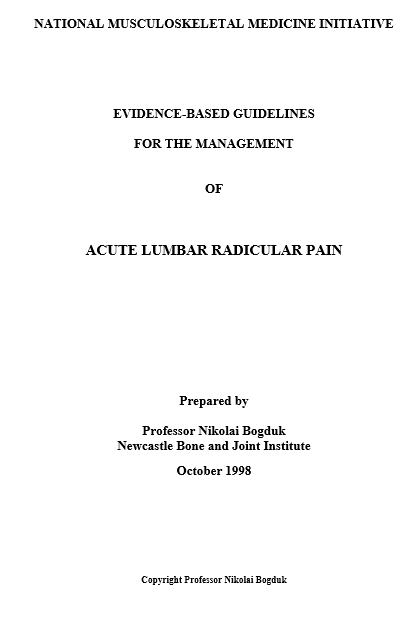 NATIONAL MUSCULOSKELETAL MEDICINE INITIATIVE
EVIDENCE-BASED GUIDELINES
FOR THE MANAGEMENT
OF
ACUTE LUMBAR RADICULAR PAIN
Prepared by
Professor Nikolai Bogduk
Newcastle Bone and Joint Institute
October 1998
Copyright Professor Nikolai Bogduk